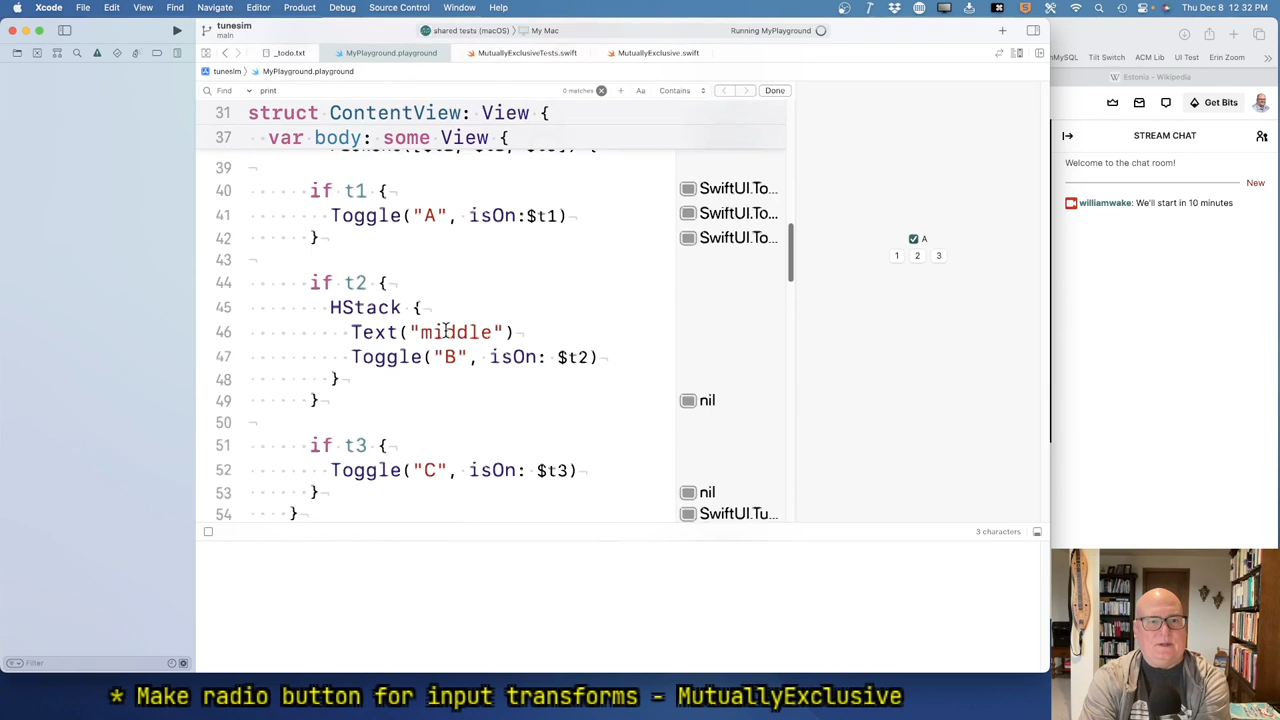 Xcode File Edit View Find Navigate Editor Product Debug Source Control Window Help
Thu Jan 11 12:32:21 PM
tunesim
main
shared tests (macOS) 〉 My Mac
Running MyPlayground
_todo.txt
MyPlayground.playground
MutuallyExclusiveTests.swift
MutuallyExclusive.swift
tunesim 〉 MyPlayground.playground
Find
print
0 matches
Aa
Contains
Done
31 struct ContentView: View {
37 var body: some View {
39
40 if t1 {
41 Toggle("A", isOn:$t1)
42 }
43
44 if t2 {
45 HStack {
46 Text("middle")
47 Toggle("B", isOn: $t2)
48 }
49 }
50
51 if t3 {
52 Toggle("C", isOn: $t3)
53 }
54 }
SwiftUI.To...
SwiftUI.To...
SwiftUI.To...
nil
nil
SwiftUI.Tu...
A
1 2 3
3 characters
Filter
nMySQL Tilt Switch ACM Lib UI Test Erin Zoom
Estonia - Wikipedia
Get Bits
STREAM CHAT
Welcome to the chat room!
New
williamwake: We'll start in 10 minutes
* Make radio button for input transforms - MutuallyExclusive